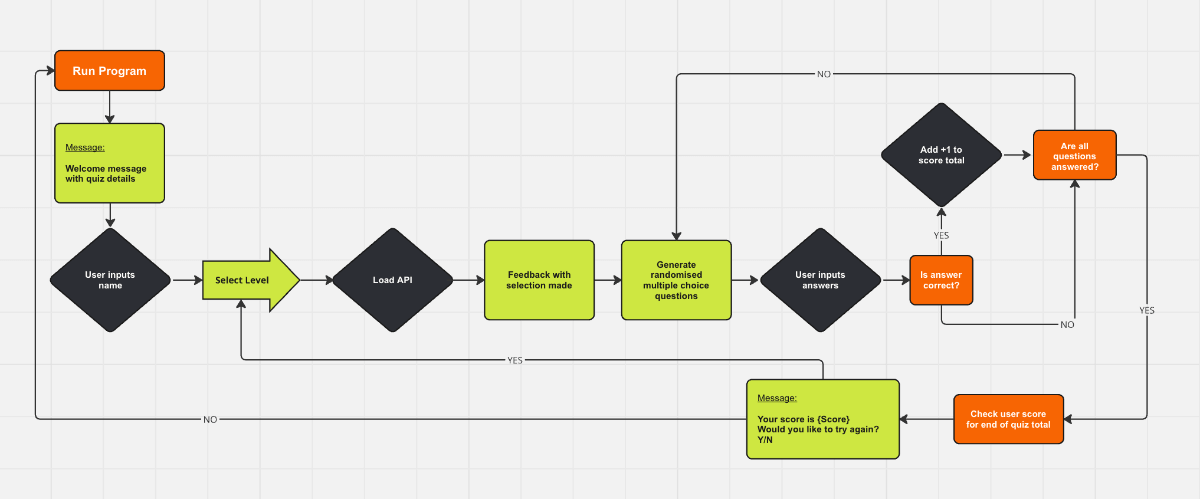 Run Program
Message:
Welcome message
with quiz details
User inputs
name
Select Level
Load API
Feedback with
selection made
Generate
randomised
multiple choice
questions
User inputs
answers
Is answer
correct?
YES
NO
Add +1 to
score total
Are all
questions
answered?
NO
YES
Check user score
for end of quiz total
Message:
Your score is {Score}
Would you like to try again?
Y/N
YES
NO